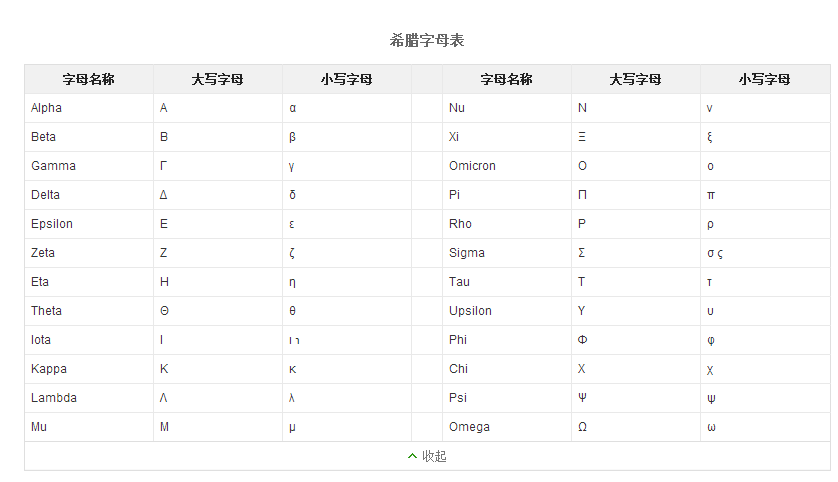 希腊字母表
字母名称 大写字母 小写字母 字母名称 大写字母 小写字母
Alpha Α α Nu Ν ν
Beta Β β Xi Ξ ξ
Gamma Γ γ Omicron Ο ο
Delta Δ δ Pi Π π
Epsilon Ε ε Rho Ρ ρ
Zeta Ζ ζ Sigma Σ σ ς
Eta Η η Tau Τ τ
Theta Θ θ Upsilon Υ υ
Iota Ι ι ℩ Phi Φ φ
Kappa Κ κ Chi Χ χ
Lambda Λ λ Psi Ψ ψ
Mu Μ μ Omega Ω ω
收起